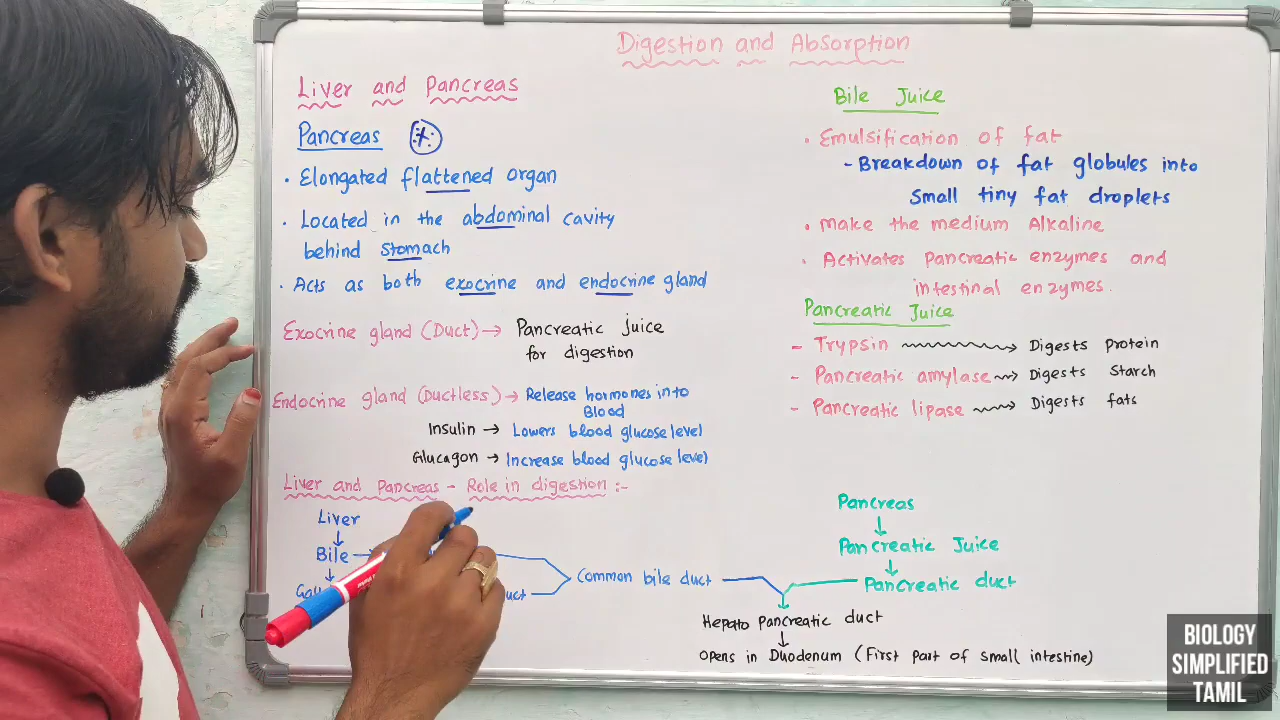 Digestion and Absorption
Liver and Pancreas
Pancreas
• Elongated flattened organ
• Located in the abdominal cavity
behind stomach
• Acts as both exocrine and endocrine gland
Exocrine gland (Duct) → Pancreatic juice
for digestion
Endocrine gland (Ductless) → Release hormones into
Blood
Insulin → Lowers blood glucose level
Glucagon → Increase blood glucose level
Liver and Pancreas - Role in digestion :-
Liver
↓
Bile →
↓
Common bile duct
Bile Juice
• Emulsification of fat
- Breakdown of fat globules into
Small tiny fat droplets
• Make the medium Alkaline
• Activates Pancreatic enzymes and
intestinal enzymes.
Pancreatic Juice
- Trypsin → Digests Protein
- Pancreatic amylase → Digests Starch
- Pancreatic lipase → Digests fats
Pancreas
↓
Pancreatic Juice
↓
Pancreatic duct
Hepato Pancreatic duct
↓
Opens in Duodenum (First part of small intestine)
BIOLOGY
SIMPLIFIED
TAMIL